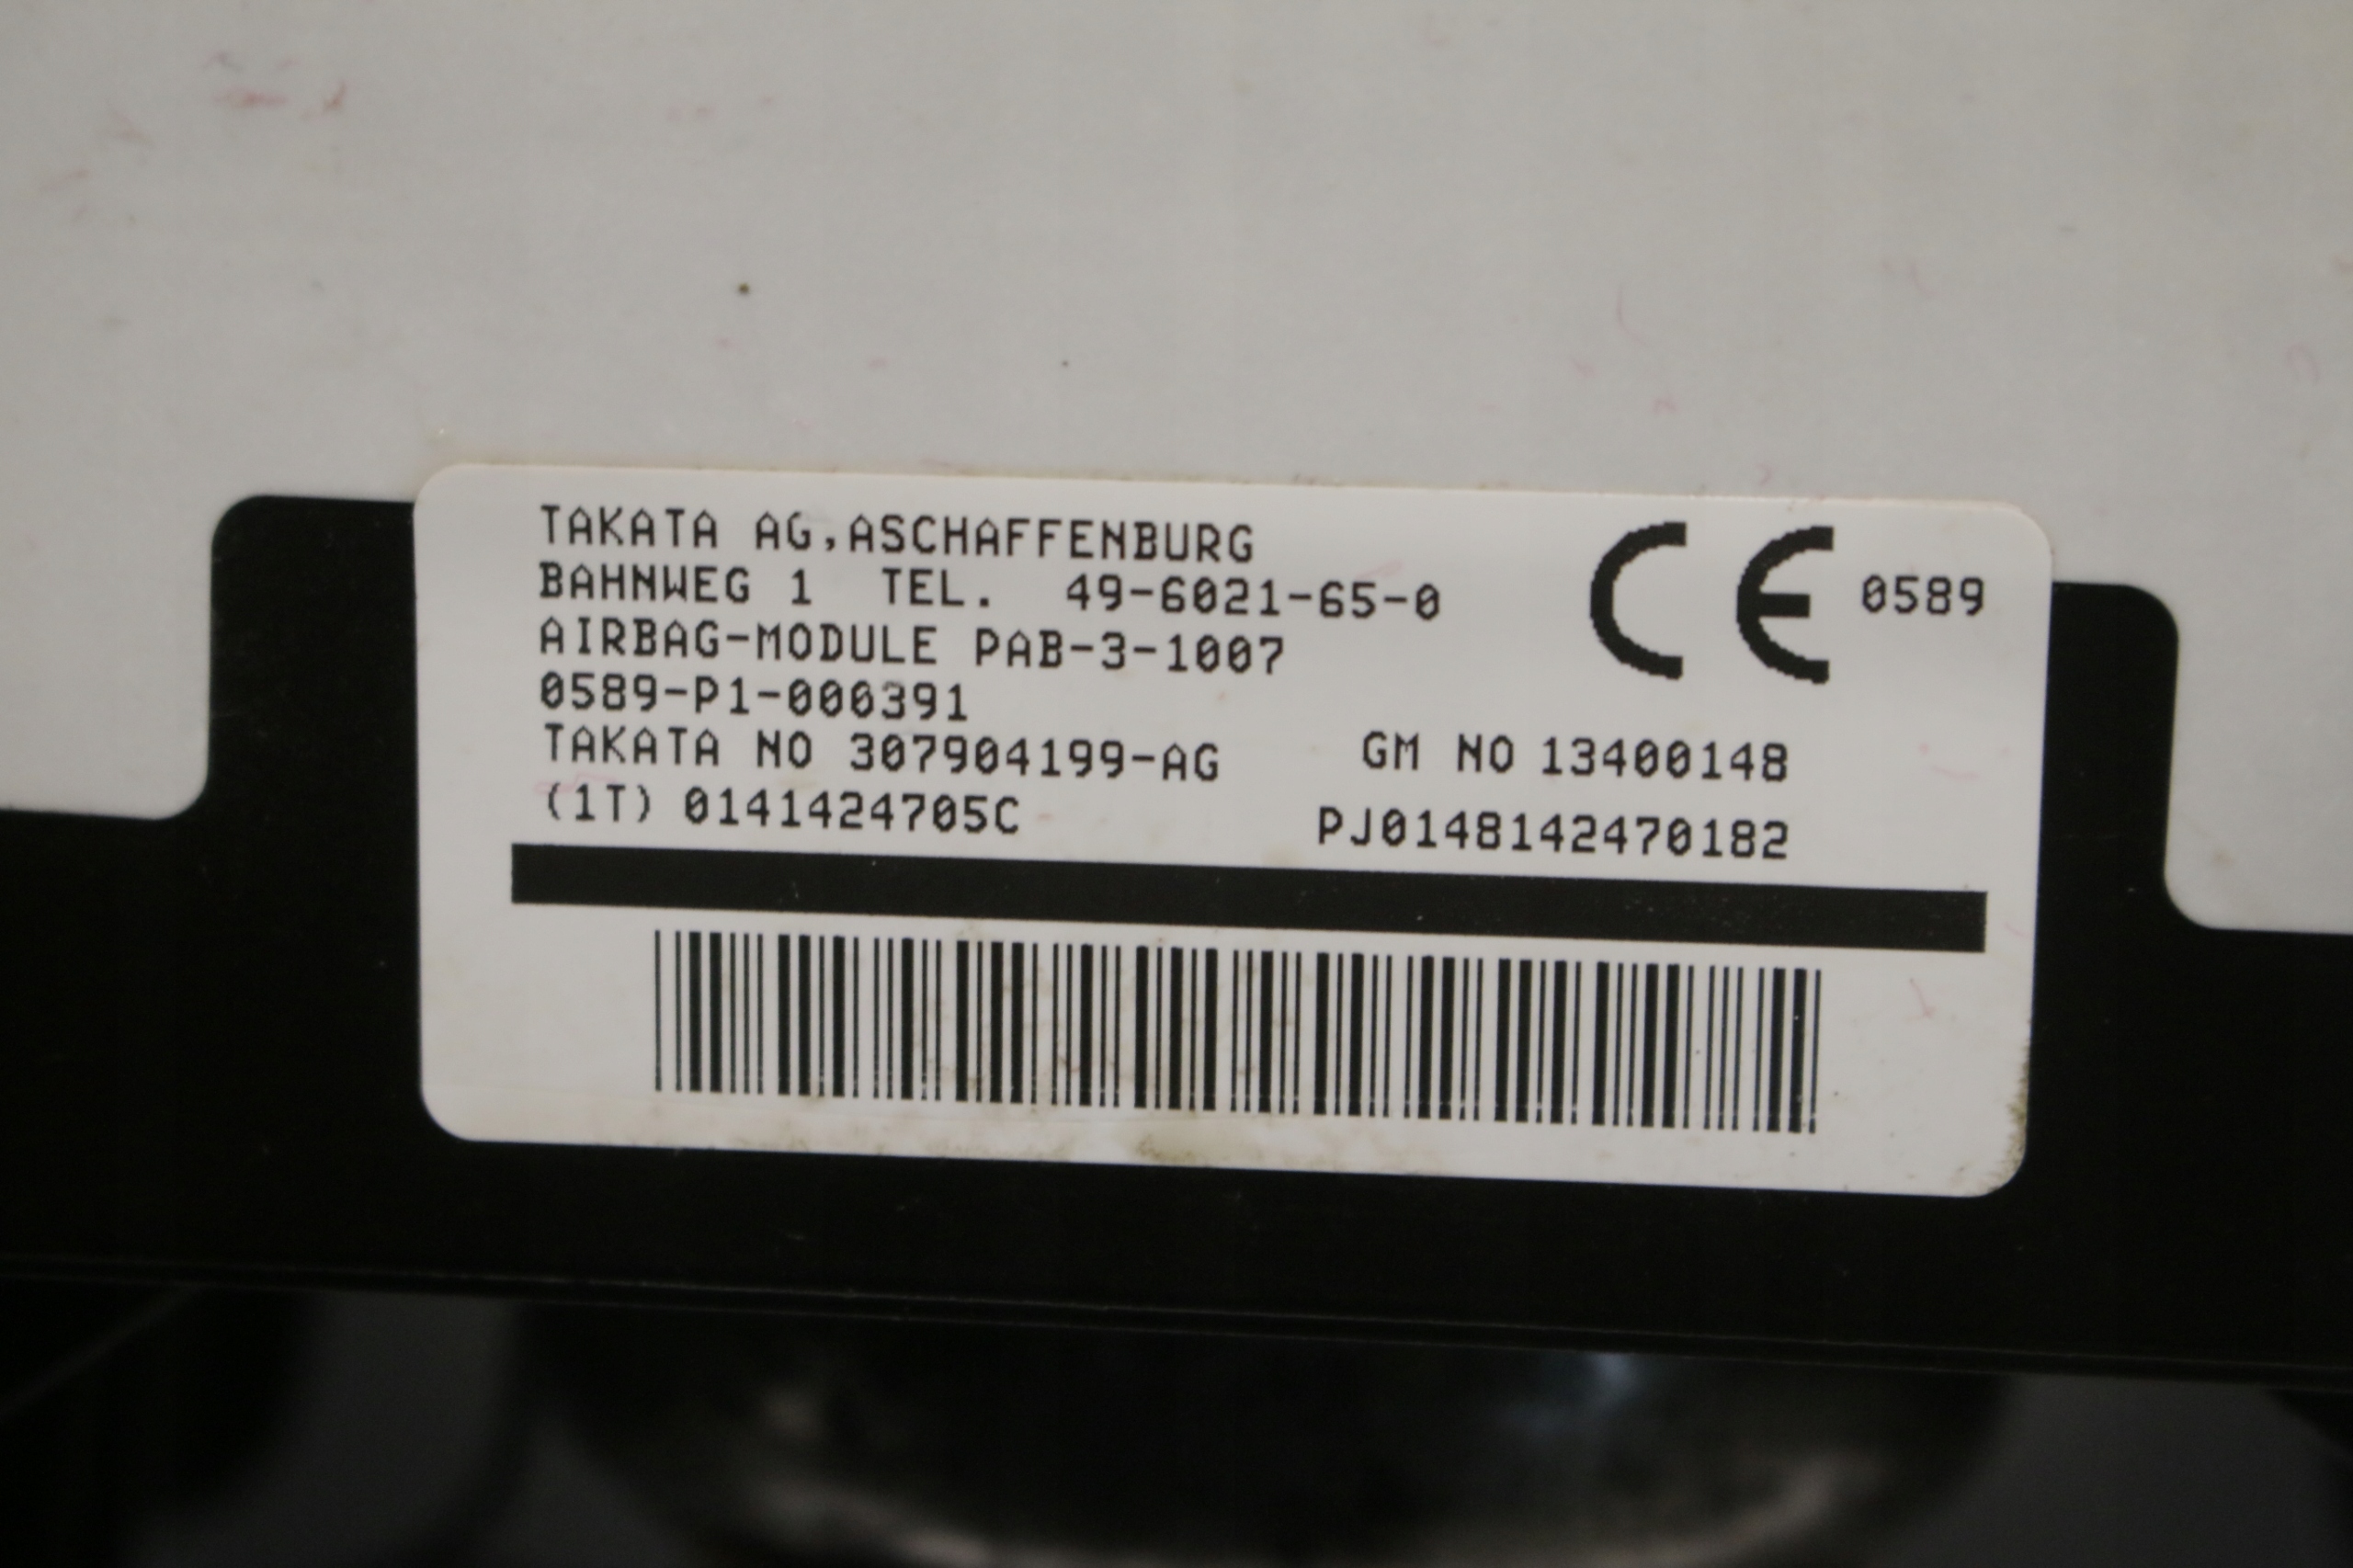 TAKATA AG,ASCHAFFENBURG
BAHNWEG 1 TEL. 49-6021-65-0
CE 0589
AIRBAG-MODULE PAB-3-1007
0589-P1-000391
TAKATA NO 307904199-AG GM NO 13400148
(1T) 0141424705C PJ0148142470182